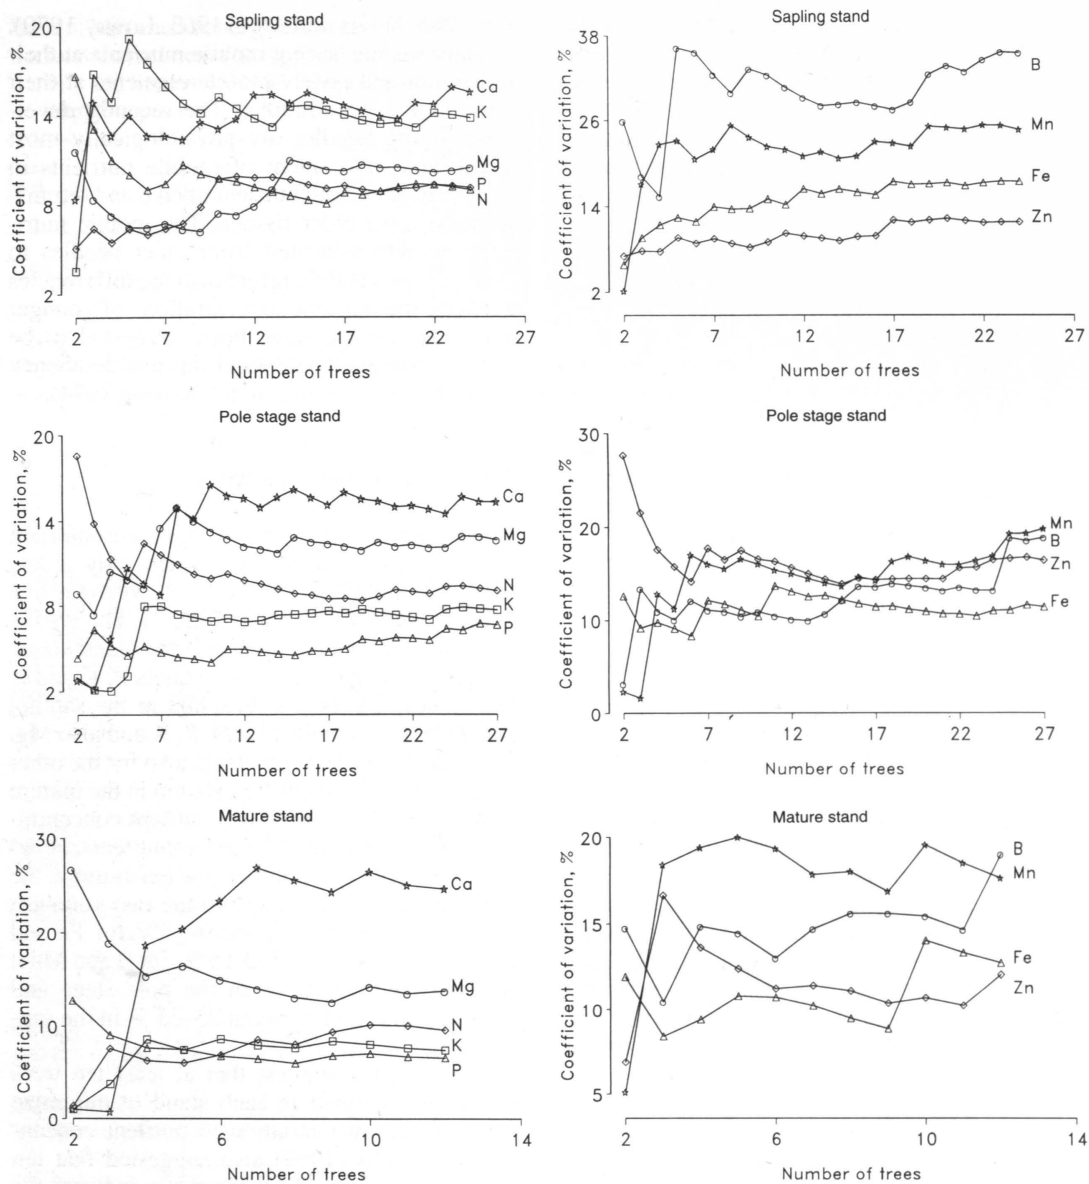 Sapling stand
20
14
8
2
Coefficient of variation, %
Ca
K
Mg
P
N
2 7 12 17 22 27
Number of trees
Sapling stand
38
26
14
2
Coefficient of variation, %
B
Mn
Fe
Zn
2 7 12 17 22 27
Number of trees
Pole stage stand
20
14
8
2
Coefficient of variation, %
Ca
Mg
N
K
P
2 7 12 17 22 27
Number of trees
Pole stage stand
30
20
10
0
Coefficient of variation, %
Mn
B
Zn
Fe
2 7 12 17 22 27
Number of trees
Mature stand
30
20
10
0
Coefficient of variation, %
Ca
Mg
N
K
P
2 6 10 14
Number of trees
Mature stand
20
15
10
5
Coefficient of variation, %
B
Mn
Fe
Zn
2 6 10 14
Number of trees